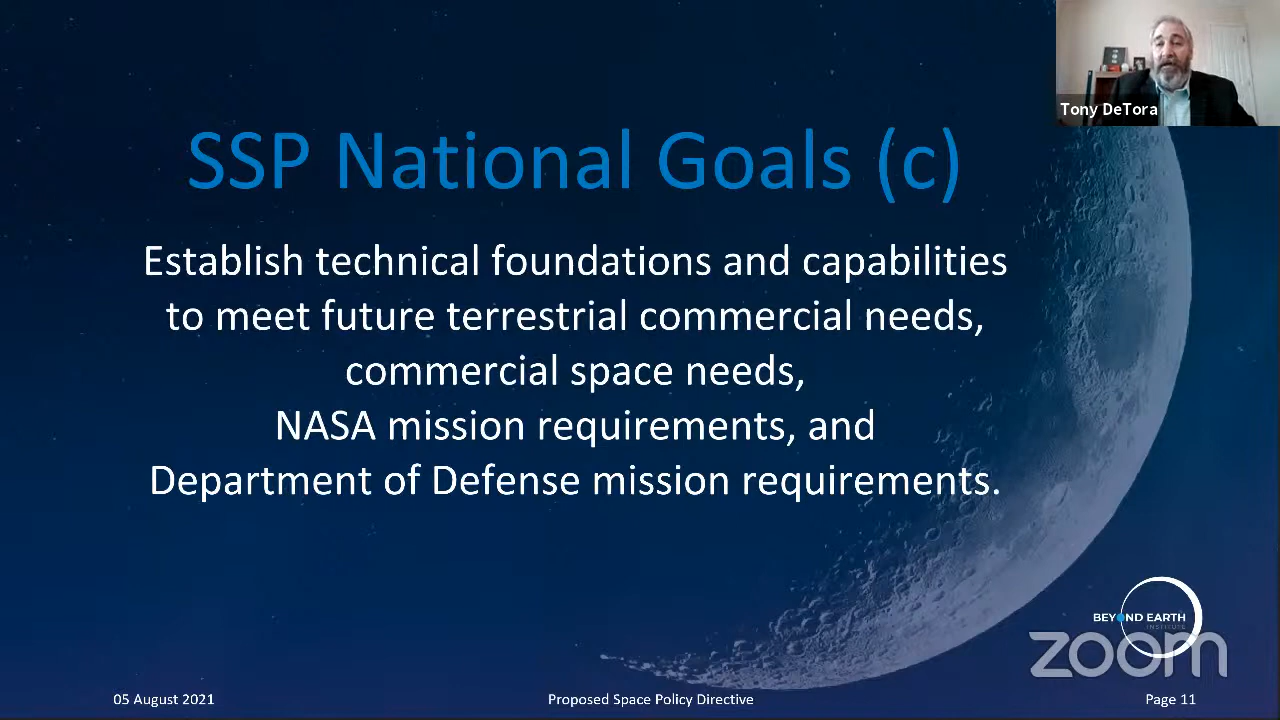 Tony DeTora
SSP National Goals (c)
Establish technical foundations and capabilities
to meet future terrestrial commercial needs,
commercial space needs,
NASA mission requirements, and
Department of Defense mission requirements.
BEYOND EARTH
INSTITUTE
zoom
05 August 2021
Proposed Space Policy Directive
Page 11